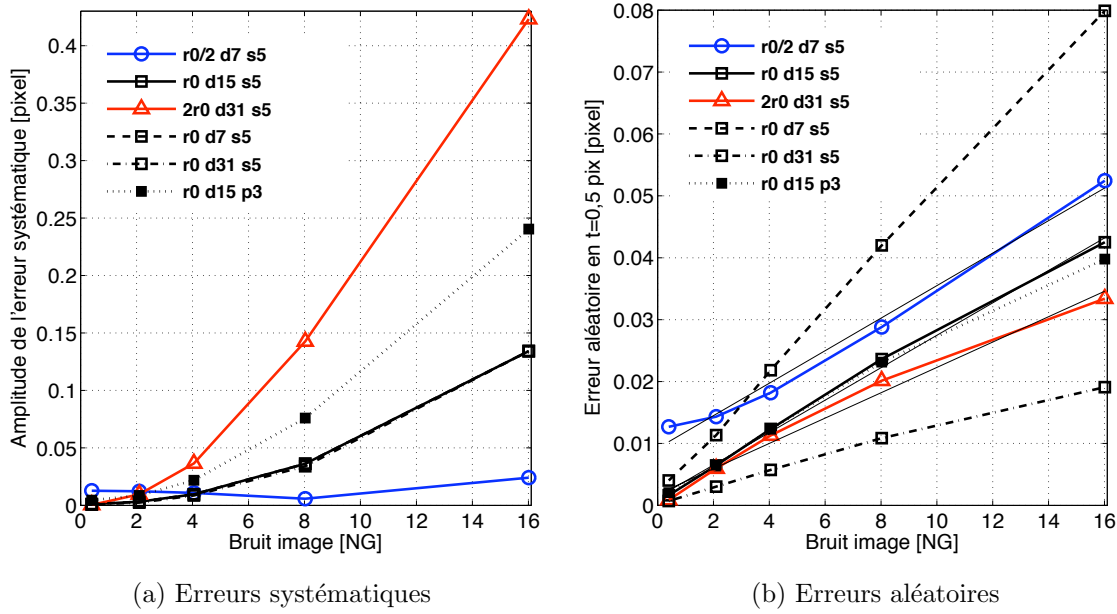 0.4
0.35
0.3
0.25
0.2
0.15
0.1
0.05
0
Amplitude de l'erreur systématique [pixel]
r0/2 d7 s5
r0 d15 s5
2r0 d31 s5
r0 d7 s5
r0 d31 s5
r0 d15 p3
0 2 4 6 8 10 12 14 16
Bruit image [NG]
(a) Erreurs systématiques
0.08
0.07
0.06
0.05
0.04
0.03
0.02
0.01
0
Erreur aléatoire en t=0,5 pix [pixel]
r0/2 d7 s5
r0 d15 s5
2r0 d31 s5
r0 d7 s5
r0 d31 s5
r0 d15 p3
0 2 4 6 8 10 12 14 16
Bruit image [NG]
(b) Erreurs aléatoires